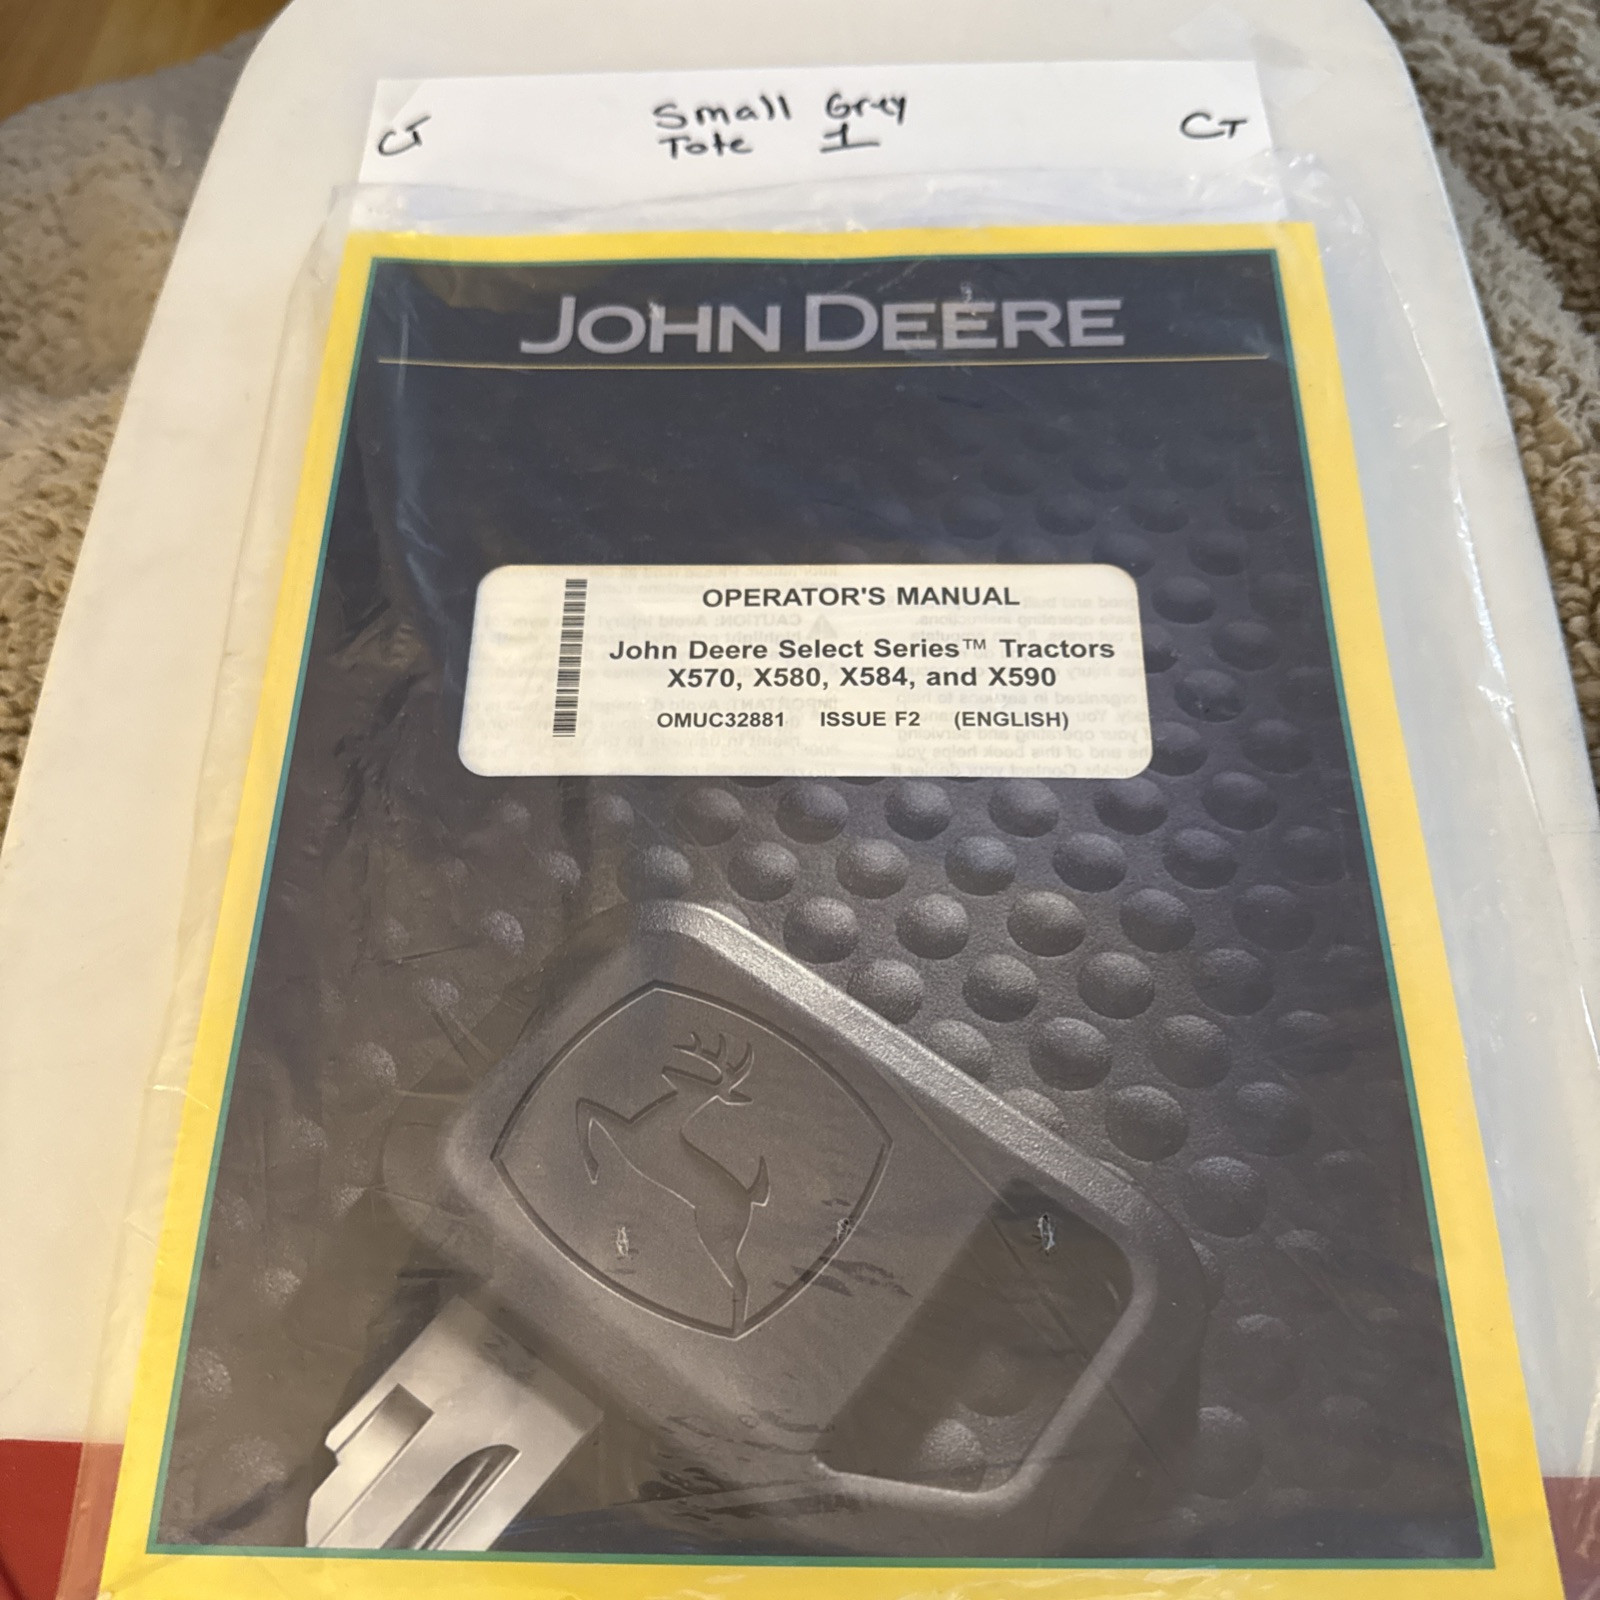 CT Small Grey CT
Tote 1
JOHN DEERE
OPERATOR'S MANUAL
John Deere Select Series™ Tractors
X570, X580, X584, and X590
OMUC32881 ISSUE F2 (ENGLISH)